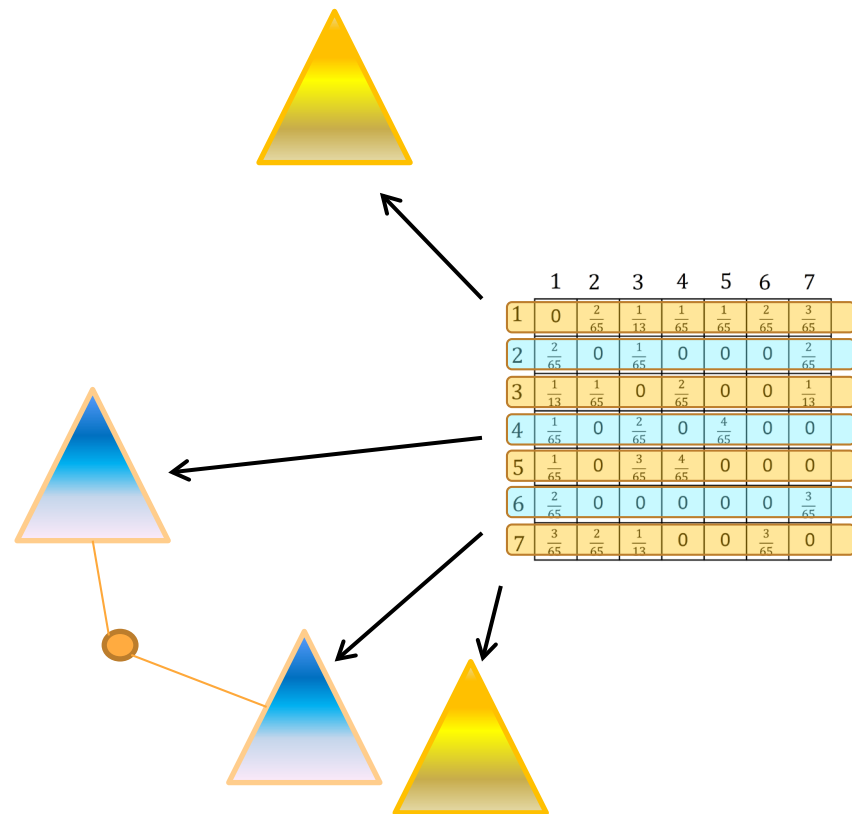 1 2 3 4 5 6 7
1 0 2/65 1/13 1/65 1/65 2/65 3/65
2 2/65 0 1/65 0 0 0 2/65
3 1/13 1/65 0 2/65 0 0 1/13
4 1/65 0 2/65 0 4/65 0 0
5 1/65 0 3/65 4/65 0 0 0
6 2/65 0 0 0 0 0 3/65
7 3/65 2/65 1/13 0 0 3/65 0